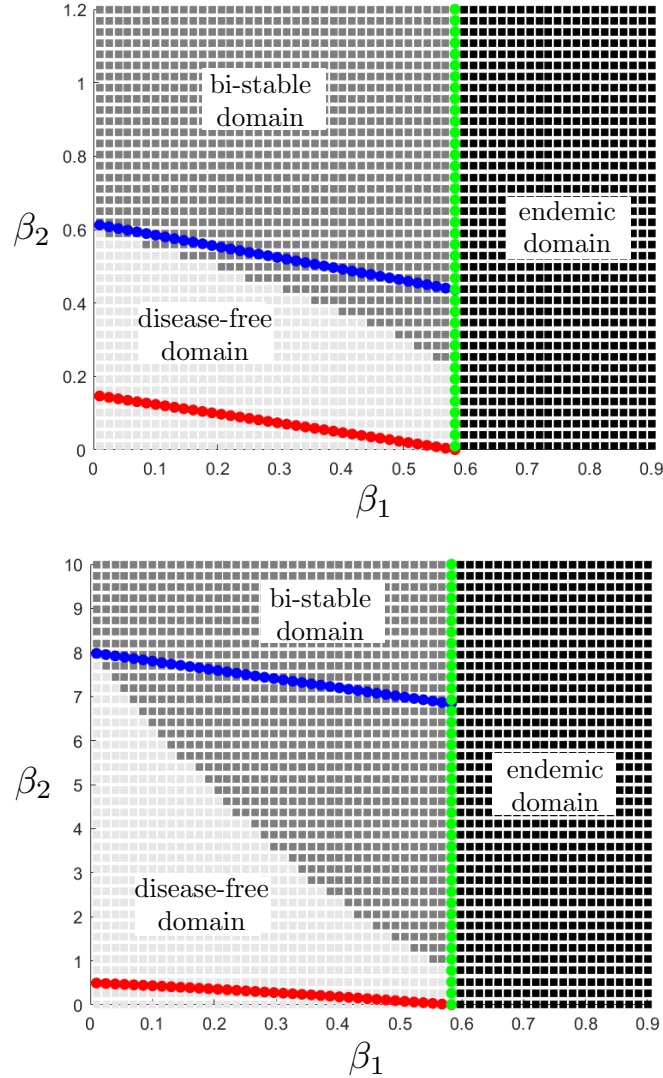 1.2
1
bi-stable
domain
0.8
0.6
endemic
domain
β₂
0.4
disease-free
domain
0.2
0
0 0.1 0.2 0.3 0.4 0.5 0.6 0.7 0.8 0.9
β₁
10
9
bi-stable
domain
8
7
6
endemic
domain
5
β₂
4
3
disease-free
domain
2
1
0
0 0.1 0.2 0.3 0.4 0.5 0.6 0.7 0.8 0.9
β₁